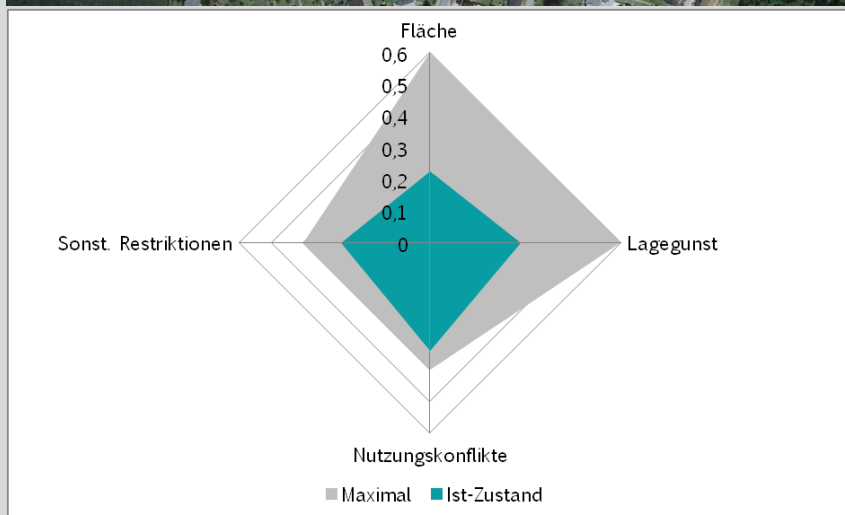 Fläche
0,6
0,5
0,4
0,3
0,2
0,1
0
Sonst. Restriktionen
Lagegunst
Nutzungskonflikte
Maximal Ist-Zustand